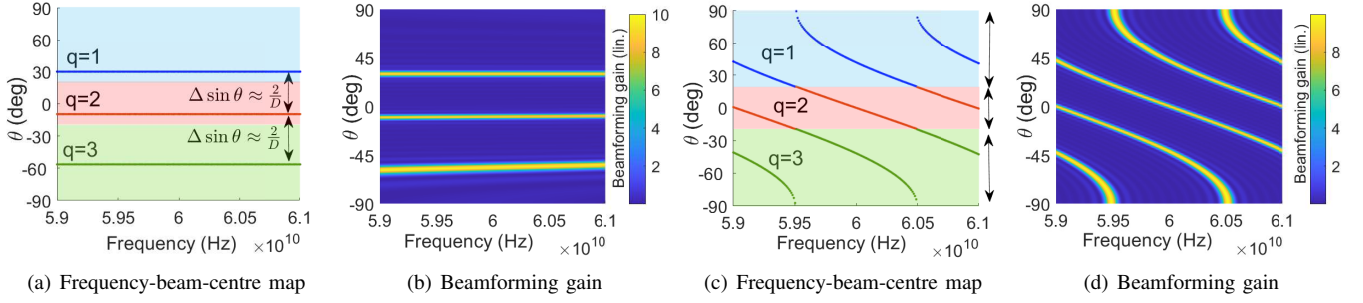 90
60
30
0
-30
-60
-90
θ (deg)
q=1
q=2
q=3
Δ sin θ ≈ 2/D
Δ sin θ ≈ 2/D
5.9 5.95 6 6.05 6.1
Frequency (Hz) ×10^10
(a) Frequency-beam-centre map
90
45
0
-45
-90
θ (deg)
5.9 5.95 6 6.05 6.1
Frequency (Hz) ×10^10
10
8
6
4
2
Beamforming gain (lin.)
(b) Beamforming gain
90
60
30
0
-30
-60
-90
θ (deg)
q=1
q=2
q=3
5.9 5.95 6 6.05 6.1
Frequency (Hz) ×10^10
(c) Frequency-beam-centre map
90
45
0
-45
-90
θ (deg)
5.9 5.95 6 6.05 6.1
Frequency (Hz) ×10^10
8
6
4
2
Beamforming gain (lin.)
(d) Beamforming gain